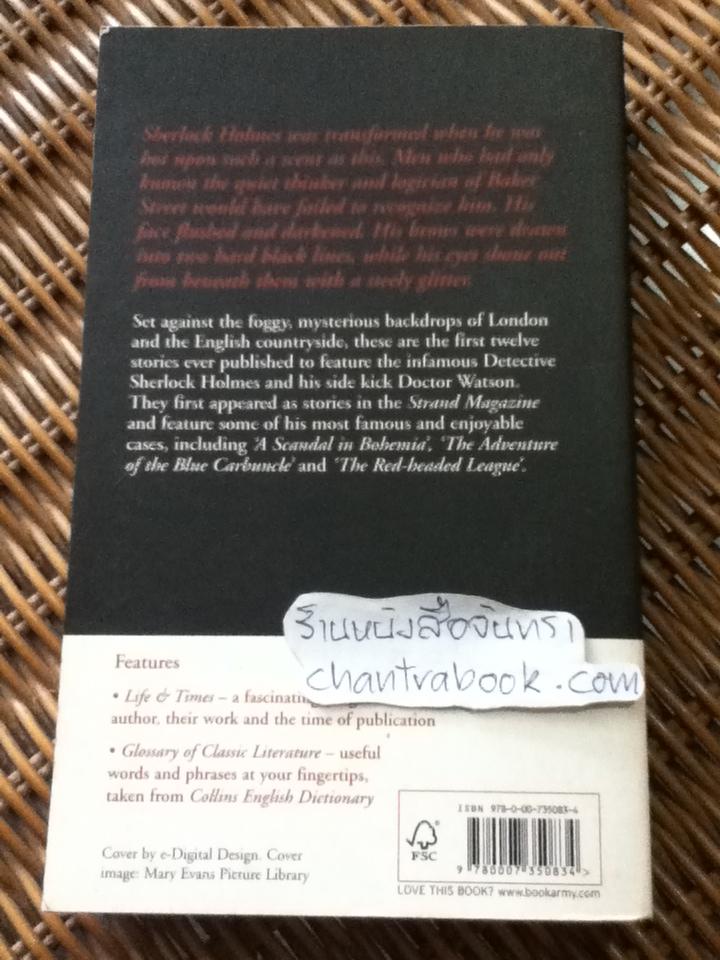 Sherlock Holmes was transformed when he was
hot upon such a scent as this. Men who had only
known the quiet thinker and logician of Baker
Street would have failed to recognize him. His
face flushed and darkened. His brows were drawn
into two hard black lines, while his eyes shone out
from beneath them with a steely glitter.
Set against the foggy, mysterious backdrops of London
and the English countryside, these are the first twelve
stories ever published to feature the infamous Detective
Sherlock Holmes and his side kick Doctor Watson.
They first appeared as stories in the Strand Magazine
and feature some of his most famous and enjoyable
cases, including 'A Scandal in Bohemia', 'The Adventure
of the Blue Carbuncle' and 'The Red-headed League'.
ร้านหนังสือจันทรา
chantrabook.com
Features
• Life & Times – a fascinating
author, their work and the time of publication
• Glossary of Classic Literature – useful
words and phrases at your fingertips,
taken from Collins English Dictionary
Cover by e-Digital Design. Cover
image: Mary Evans Picture Library
FSC
ISBN 978-0-00-735083-4
9 780007 350834 >
LOVE THIS BOOK? www.bookarmy.com